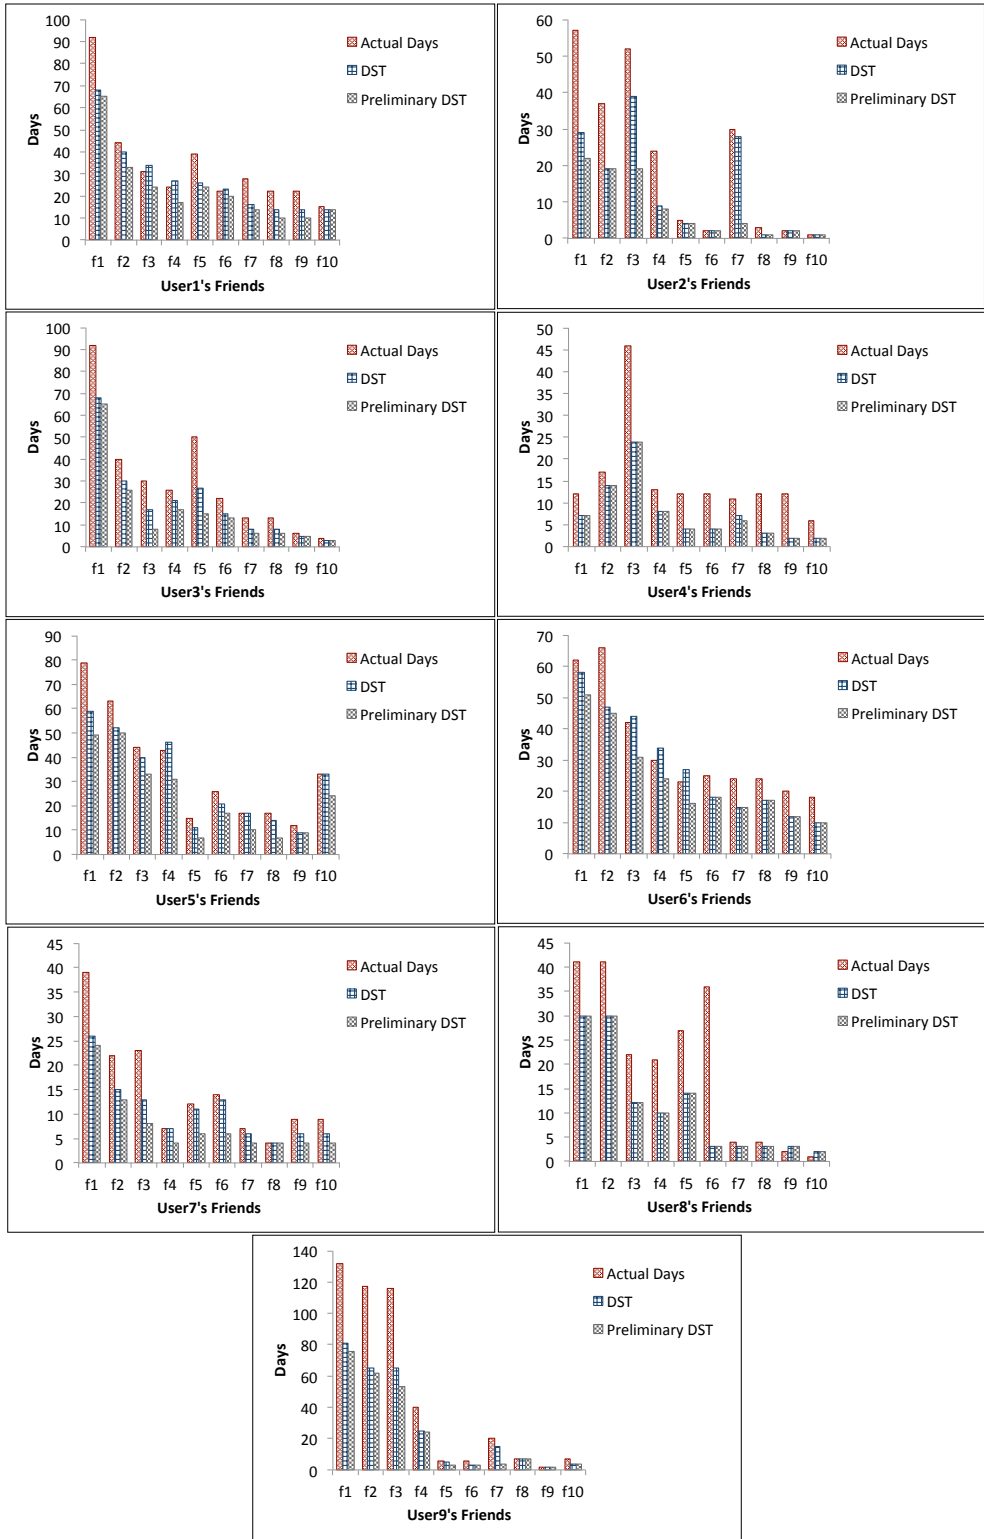 100
90
80
70
60
50
40
30
20
10
0
Days
f1 f2 f3 f4 f5 f6 f7 f8 f9 f10
User1's Friends
Actual Days
DST
Preliminary DST
60
50
40
30
20
10
0
Days
f1 f2 f3 f4 f5 f6 f7 f8 f9 f10
User2's Friends
Actual Days
DST
Preliminary DST
100
90
80
70
60
50
40
30
20
10
0
Days
f1 f2 f3 f4 f5 f6 f7 f8 f9 f10
User3's Friends
Actual Days
DST
Preliminary DST
50
45
40
35
30
25
20
15
10
5
0
Days
f1 f2 f3 f4 f5 f6 f7 f8 f9 f10
User4's Friends
Actual Days
DST
Preliminary DST
90
80
70
60
50
40
30
20
10
0
Days
f1 f2 f3 f4 f5 f6 f7 f8 f9 f10
User5's Friends
Actual Days
DST
Preliminary DST
70
60
50
40
30
20
10
0
Days
f1 f2 f3 f4 f5 f6 f7 f8 f9 f10
User6's Friends
Actual Days
DST
Preliminary DST
45
40
35
30
25
20
15
10
5
0
Days
f1 f2 f3 f4 f5 f6 f7 f8 f9 f10
User7's Friends
Actual Days
DST
Preliminary DST
45
40
35
30
25
20
15
10
5
0
Days
f1 f2 f3 f4 f5 f6 f7 f8 f9 f10
User8's Friends
Actual Days
DST
Preliminary DST
140
120
100
80
60
40
20
0
Days
f1 f2 f3 f4 f5 f6 f7 f8 f9 f10
User9's Friends
Actual Days
DST
Preliminary DST